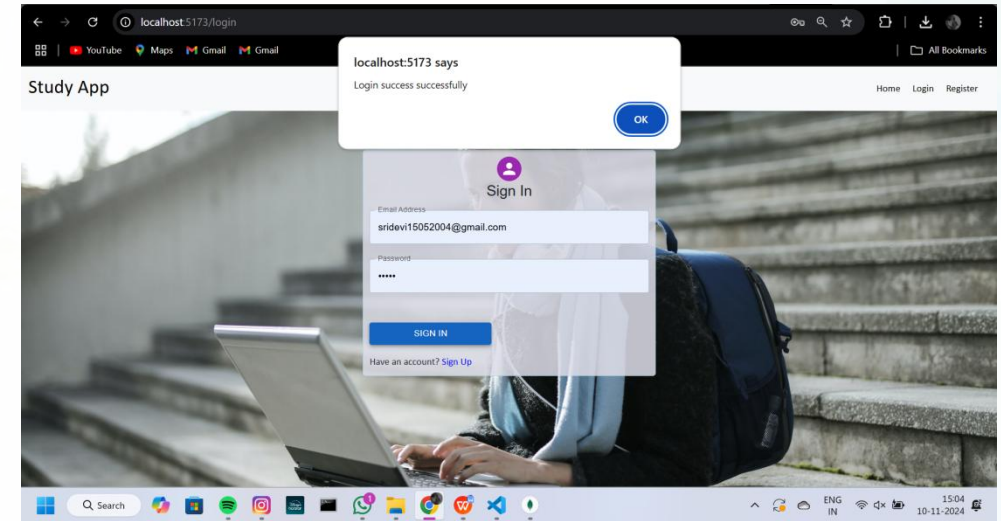 localhost:5173/login
YouTube Maps Gmail Gmail All Bookmarks
localhost:5173 says
Login success successfully
OK
Study App Home Login Register
Sign In
Email Address
sridevi15052004@gmail.com
Password
•••••
SIGN IN
Have an account? Sign Up
Search
ENG
IN
15:04
10-11-2024